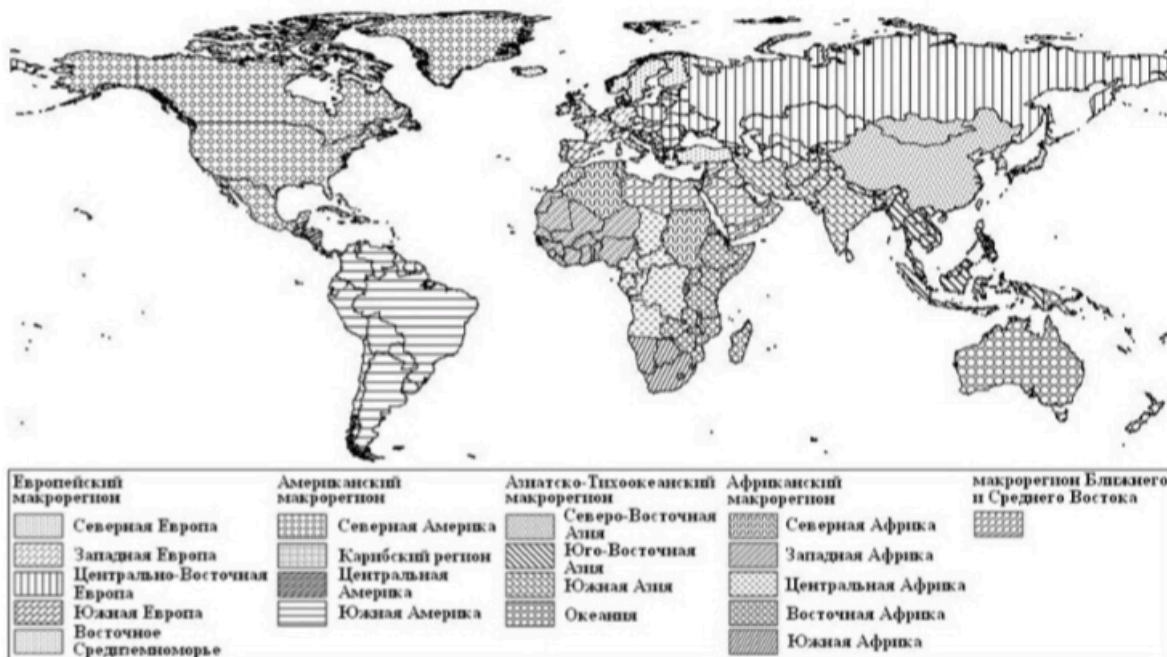 Европейский
макрорегион
Северная Европа
Западная Европа
Центрально-Восточная
Европа
Южная Европа
Восточное
Средиземноморье
Американский
макрорегион
Северная Америка
Карибский регион
Центральная
Америка
Южная Америка
Азиатско-Тихоокеанский
макрорегион
Северо-Восточная
Азия
Юго-Восточная
Азия
Южная Азия
Океания
Африканский
макрорегион
Северная Африка
Западная Африка
Центральная Африка
Восточная Африка
Южная Африка
макрорегион Ближнего
и Среднего Востока